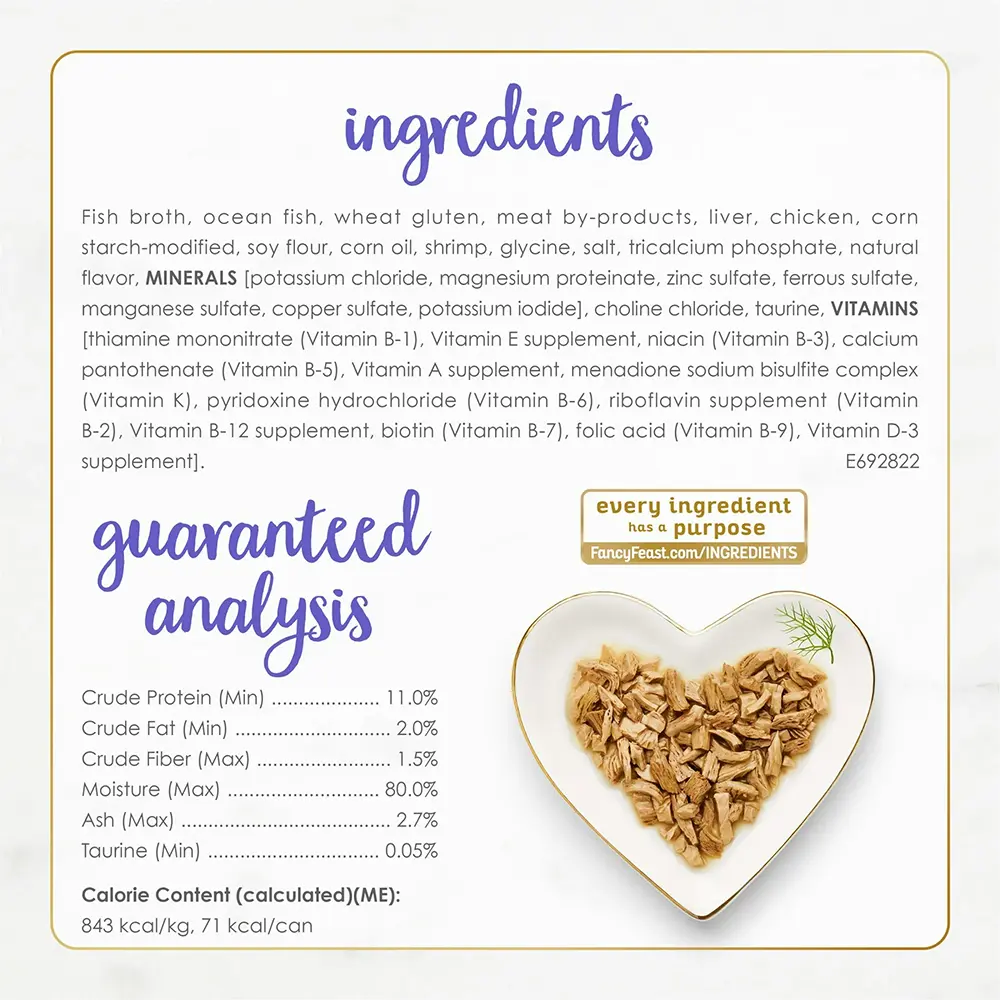 ingredients
Fish broth, ocean fish, wheat gluten, meat by-products, liver, chicken, corn
starch-modified, soy flour, corn oil, shrimp, glycine, salt, tricalcium phosphate, natural
flavor, MINERALS [potassium chloride, magnesium proteinate, zinc sulfate, ferrous sulfate,
manganese sulfate, copper sulfate, potassium iodide], choline chloride, taurine, VITAMINS
[thiamine mononitrate (Vitamin B-1), Vitamin E supplement, niacin (Vitamin B-3), calcium
pantothenate (Vitamin B-5), Vitamin A supplement, menadione sodium bisulfite complex
(Vitamin K), pyridoxine hydrochloride (Vitamin B-6), riboflavin supplement (Vitamin
B-2), Vitamin B-12 supplement, biotin (Vitamin B-7), folic acid (Vitamin B-9), Vitamin D-3
supplement]. E692822
guaranteed
analysis
Crude Protein (Min) .................... 11.0%
Crude Fat (Min) ............................. 2.0%
Crude Fiber (Max) ......................... 1.5%
Moisture (Max) ............................ 80.0%
Ash (Max) ....................................... 2.7%
Taurine (Min) ................................ 0.05%
Calorie Content (calculated)(ME):
843 kcal/kg, 71 kcal/can
every ingredient
has a purpose
FancyFeast.com/INGREDIENTS